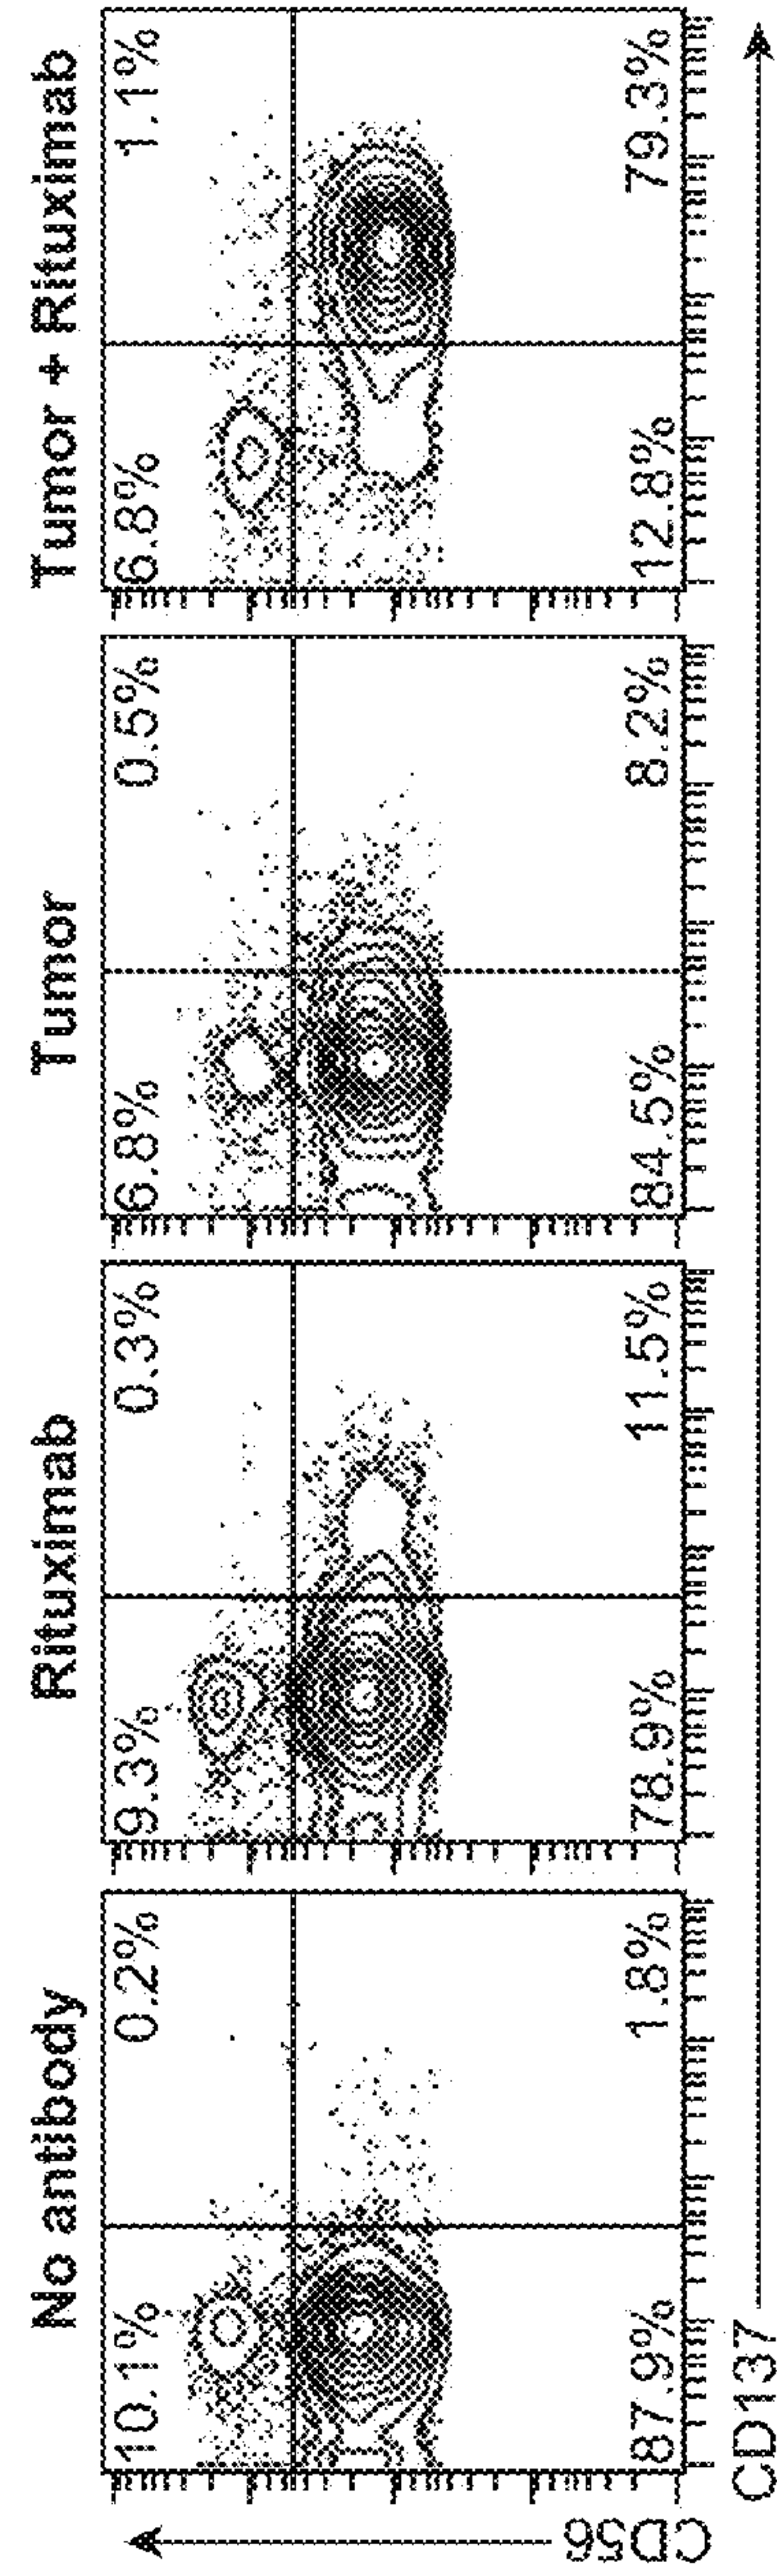 No antibody
10.1%
0.2%
87.9%
1.8%
Rituximab
9.3%
0.3%
78.9%
11.5%
Tumor
6.8%
0.5%
84.5%
8.2%
Tumor + Rituximab
6.8%
1.1%
12.8%
79.3%
CD56
CD137